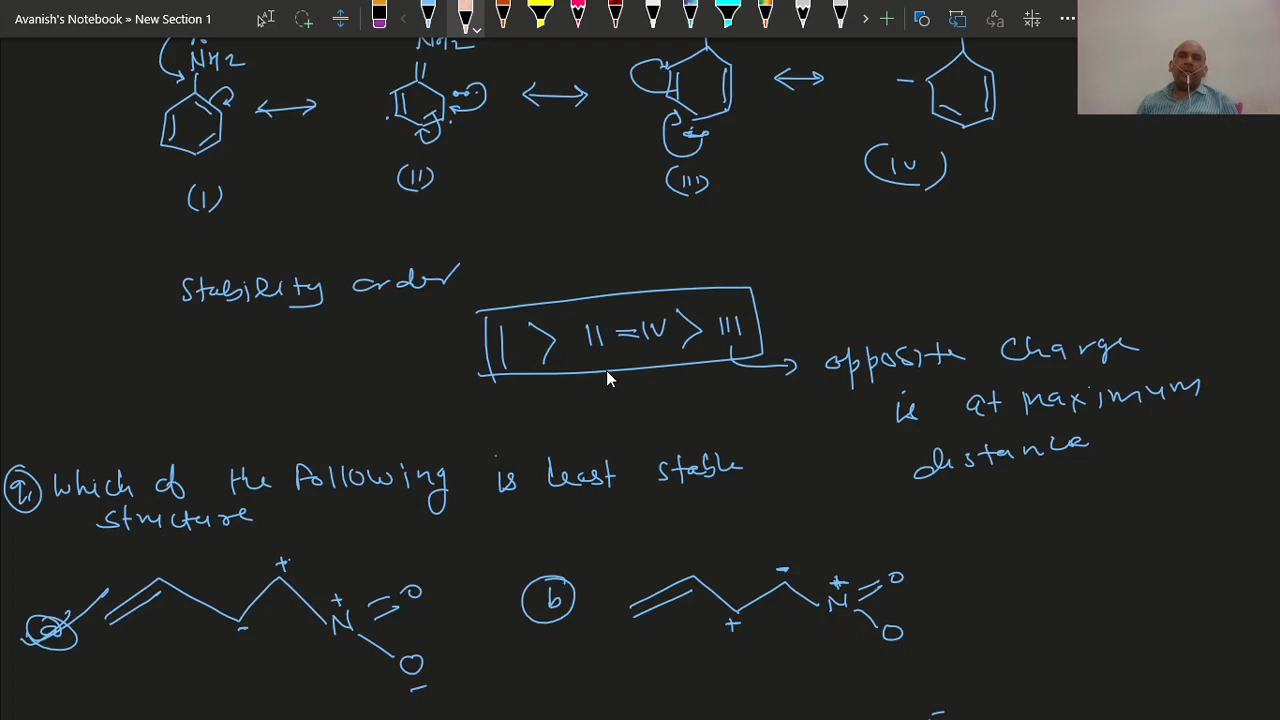 Avanish's Notebook » New Section 1
NH2
NH2
(I)
(II)
(III)
(IV)
Stability order
I > II = IV > III
opposite charge
is at maximum
distance
q. Which of the following is least stable
structure
(a)
+
-
+
N
O
O
-
(b)
+
-
+
N
O
O